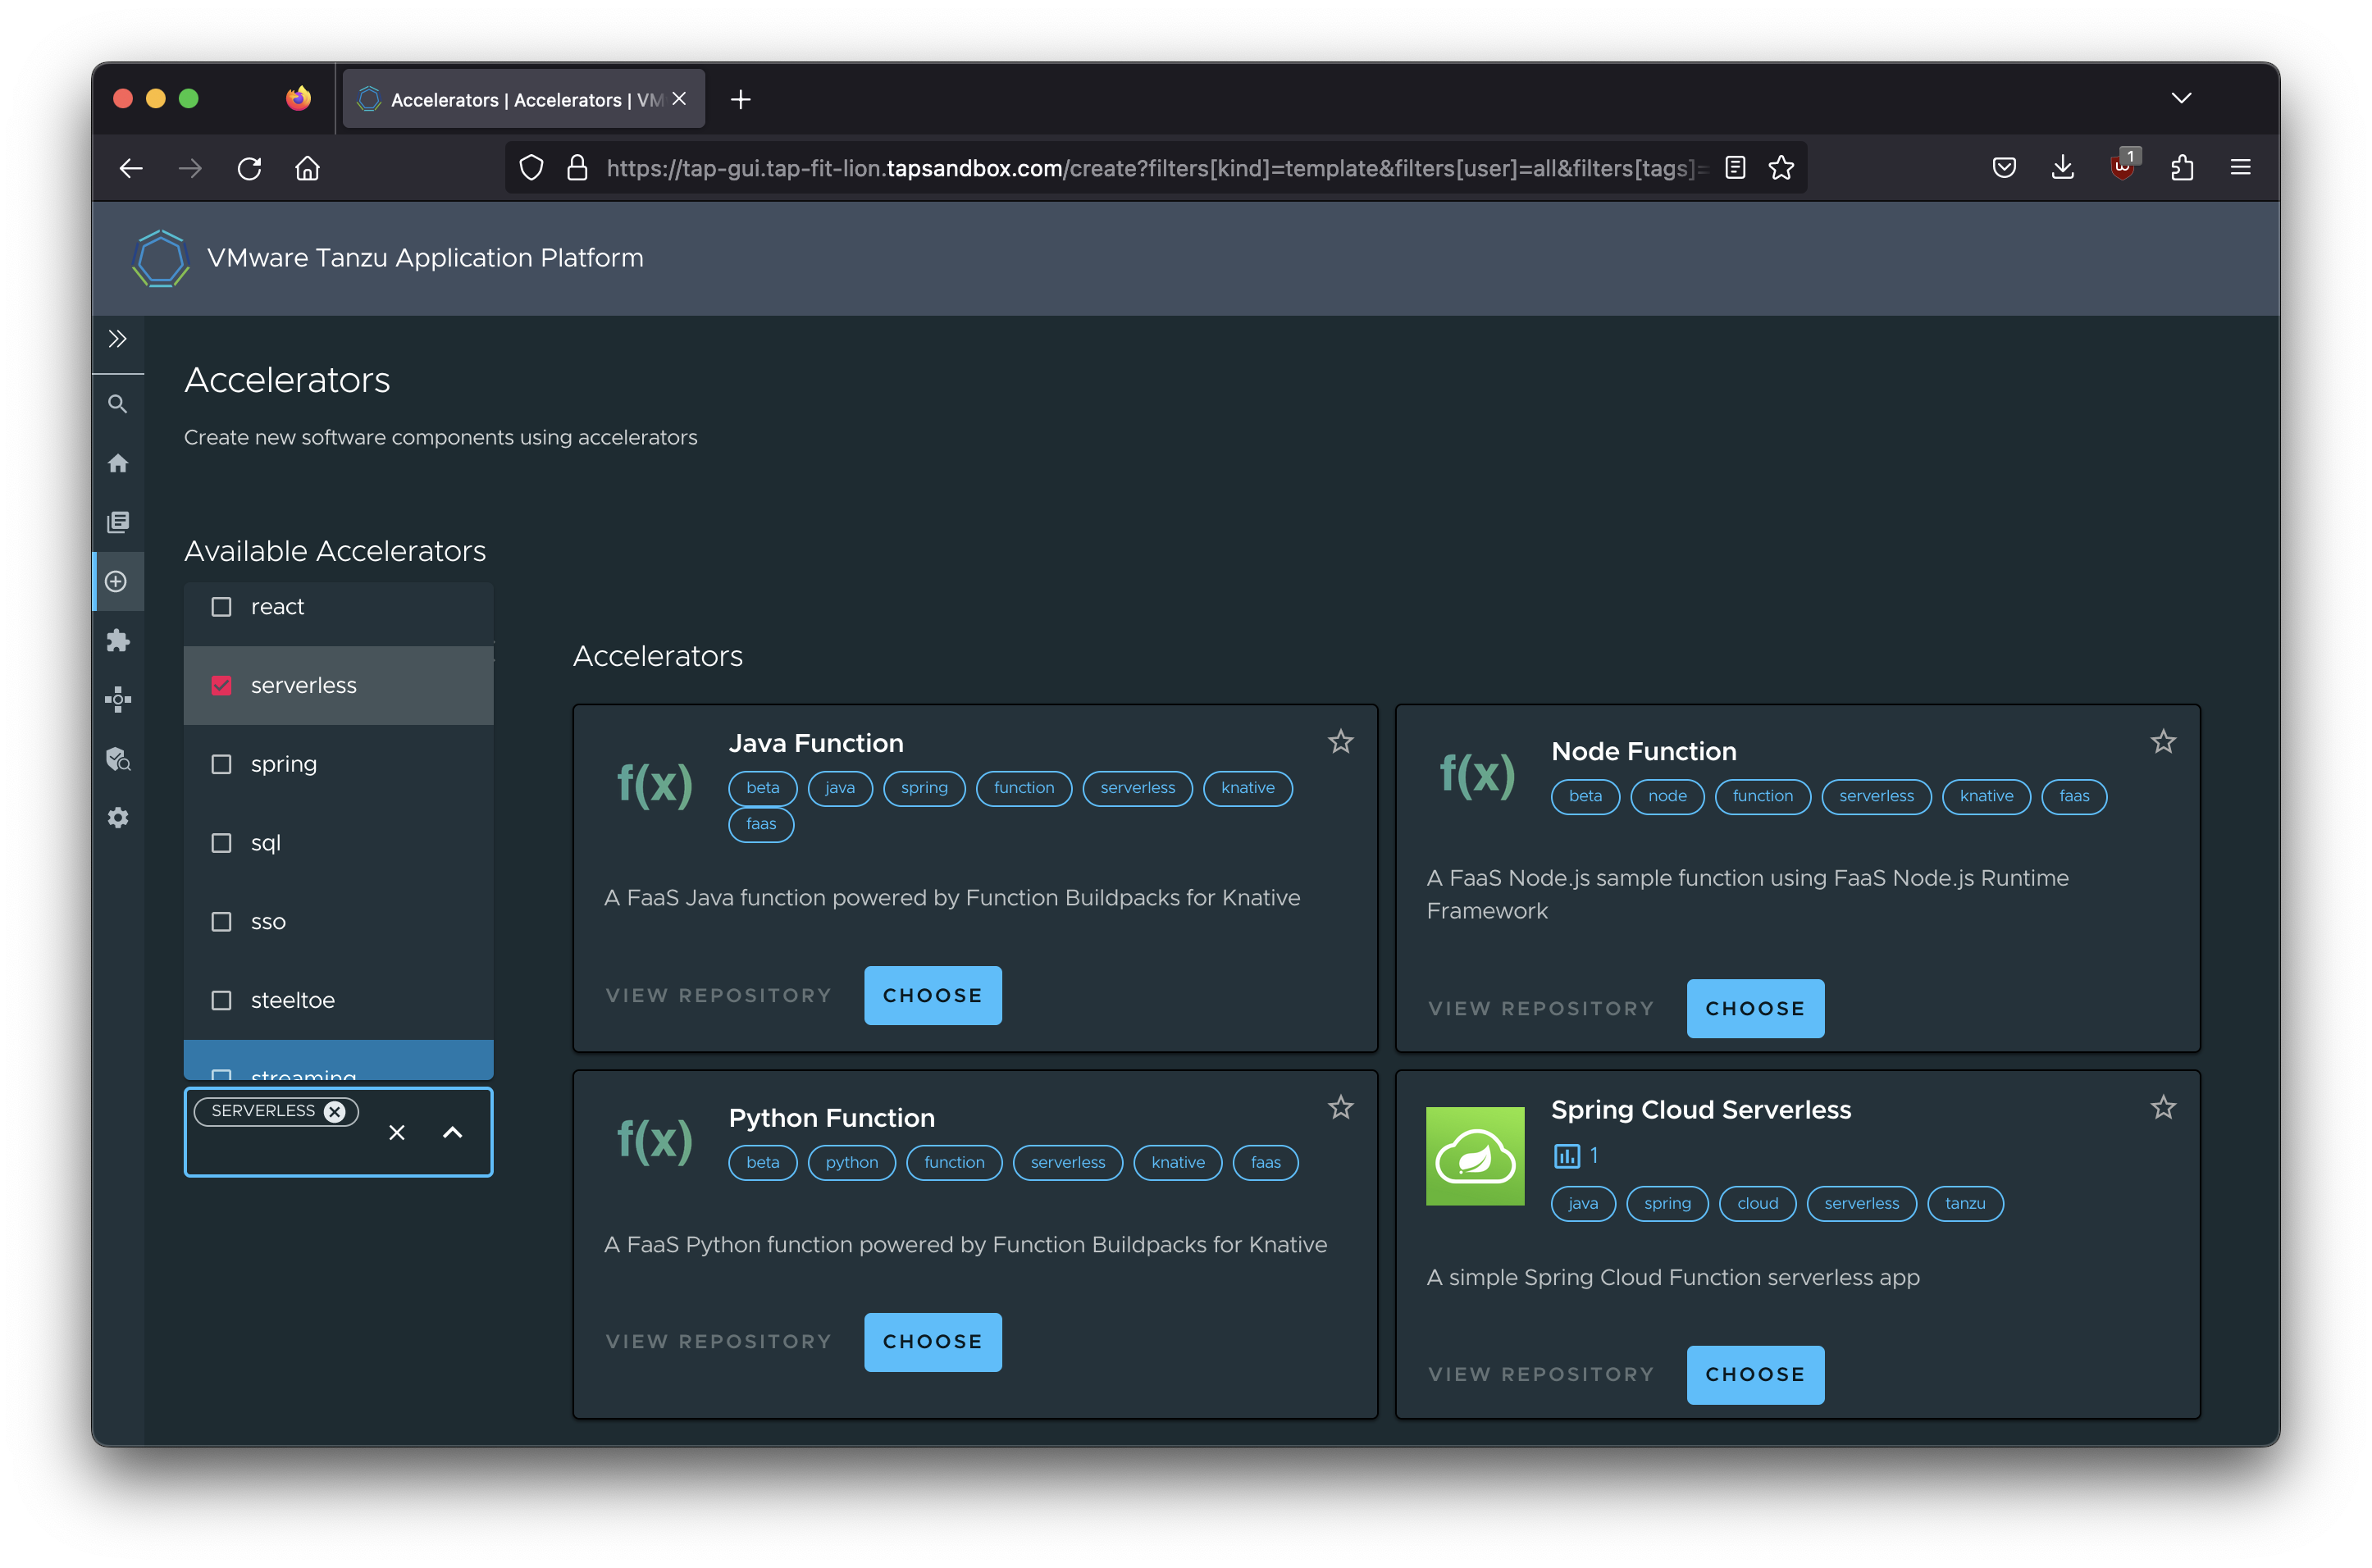 Accelerators | Accelerators | VM
https://tap-gui.tap-fit-lion.tapsandbox.com/create?filters[kind]=template&filters[user]=all&filters[tags]=
1
VMware Tanzu Application Platform
Accelerators
Create new software components using accelerators
Available Accelerators
react
serverless
spring
sql
sso
steeltoe
streaming
SERVERLESS
Accelerators
f(x)
Java Function
beta java spring function serverless knative
faas
A FaaS Java function powered by Function Buildpacks for Knative
VIEW REPOSITORY CHOOSE
f(x)
Node Function
beta node function serverless knative faas
A FaaS Node.js sample function using FaaS Node.js Runtime
Framework
VIEW REPOSITORY CHOOSE
f(x)
Python Function
beta python function serverless knative faas
A FaaS Python function powered by Function Buildpacks for Knative
VIEW REPOSITORY CHOOSE
Spring Cloud Serverless
1
java spring cloud serverless tanzu
A simple Spring Cloud Function serverless app
VIEW REPOSITORY CHOOSE